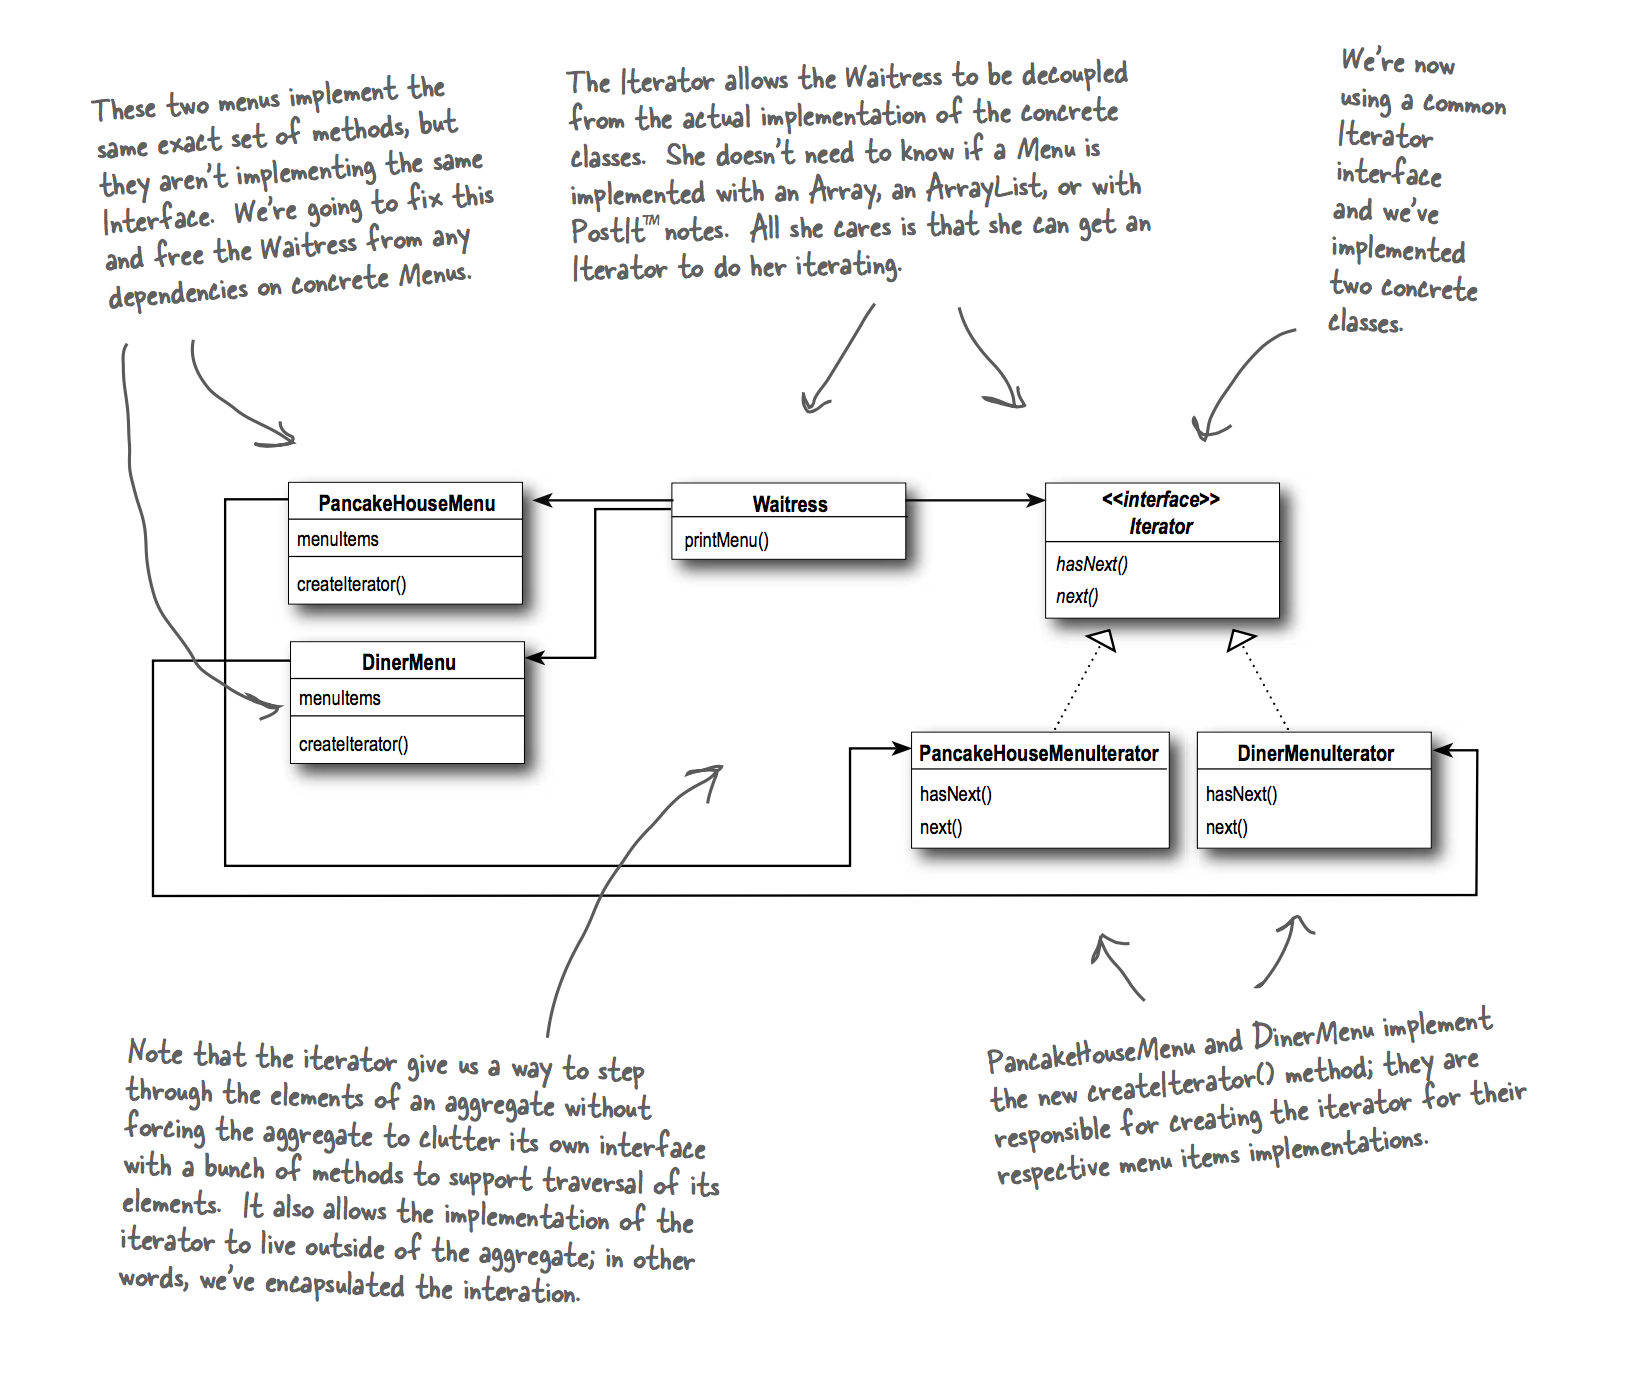 These two menus implement the
same exact set of methods, but
they aren't implementing the same
Interface. We're going to fix this
and free the Waitress from any
dependencies on concrete Menus.
The Iterator allows the Waitress to be decoupled
from the actual implementation of the concrete
classes. She doesn't need to know if a Menu is
implemented with an Array, an ArrayList, or with
PostIt™ notes. All she cares is that she can get an
Iterator to do her iterating.
We're now
using a common
Iterator
interface
and we've
implemented
two concrete
classes.
PancakeHouseMenu
menuItems
createIterator()
Waitress
printMenu()
<<interface>>
Iterator
hasNext()
next()
DinerMenu
menuItems
createIterator()
PancakeHouseMenuIterator
hasNext()
next()
DinerMenuIterator
hasNext()
next()
Note that the iterator give us a way to step
through the elements of an aggregate without
forcing the aggregate to clutter its own interface
with a bunch of methods to support traversal of its
elements. It also allows the implementation of the
iterator to live outside of the aggregate; in other
words, we've encapsulated the interation.
PancakeHouseMenu and DinerMenu implement
the new createIterator() method; they are
responsible for creating the iterator for their
respective menu items implementations.